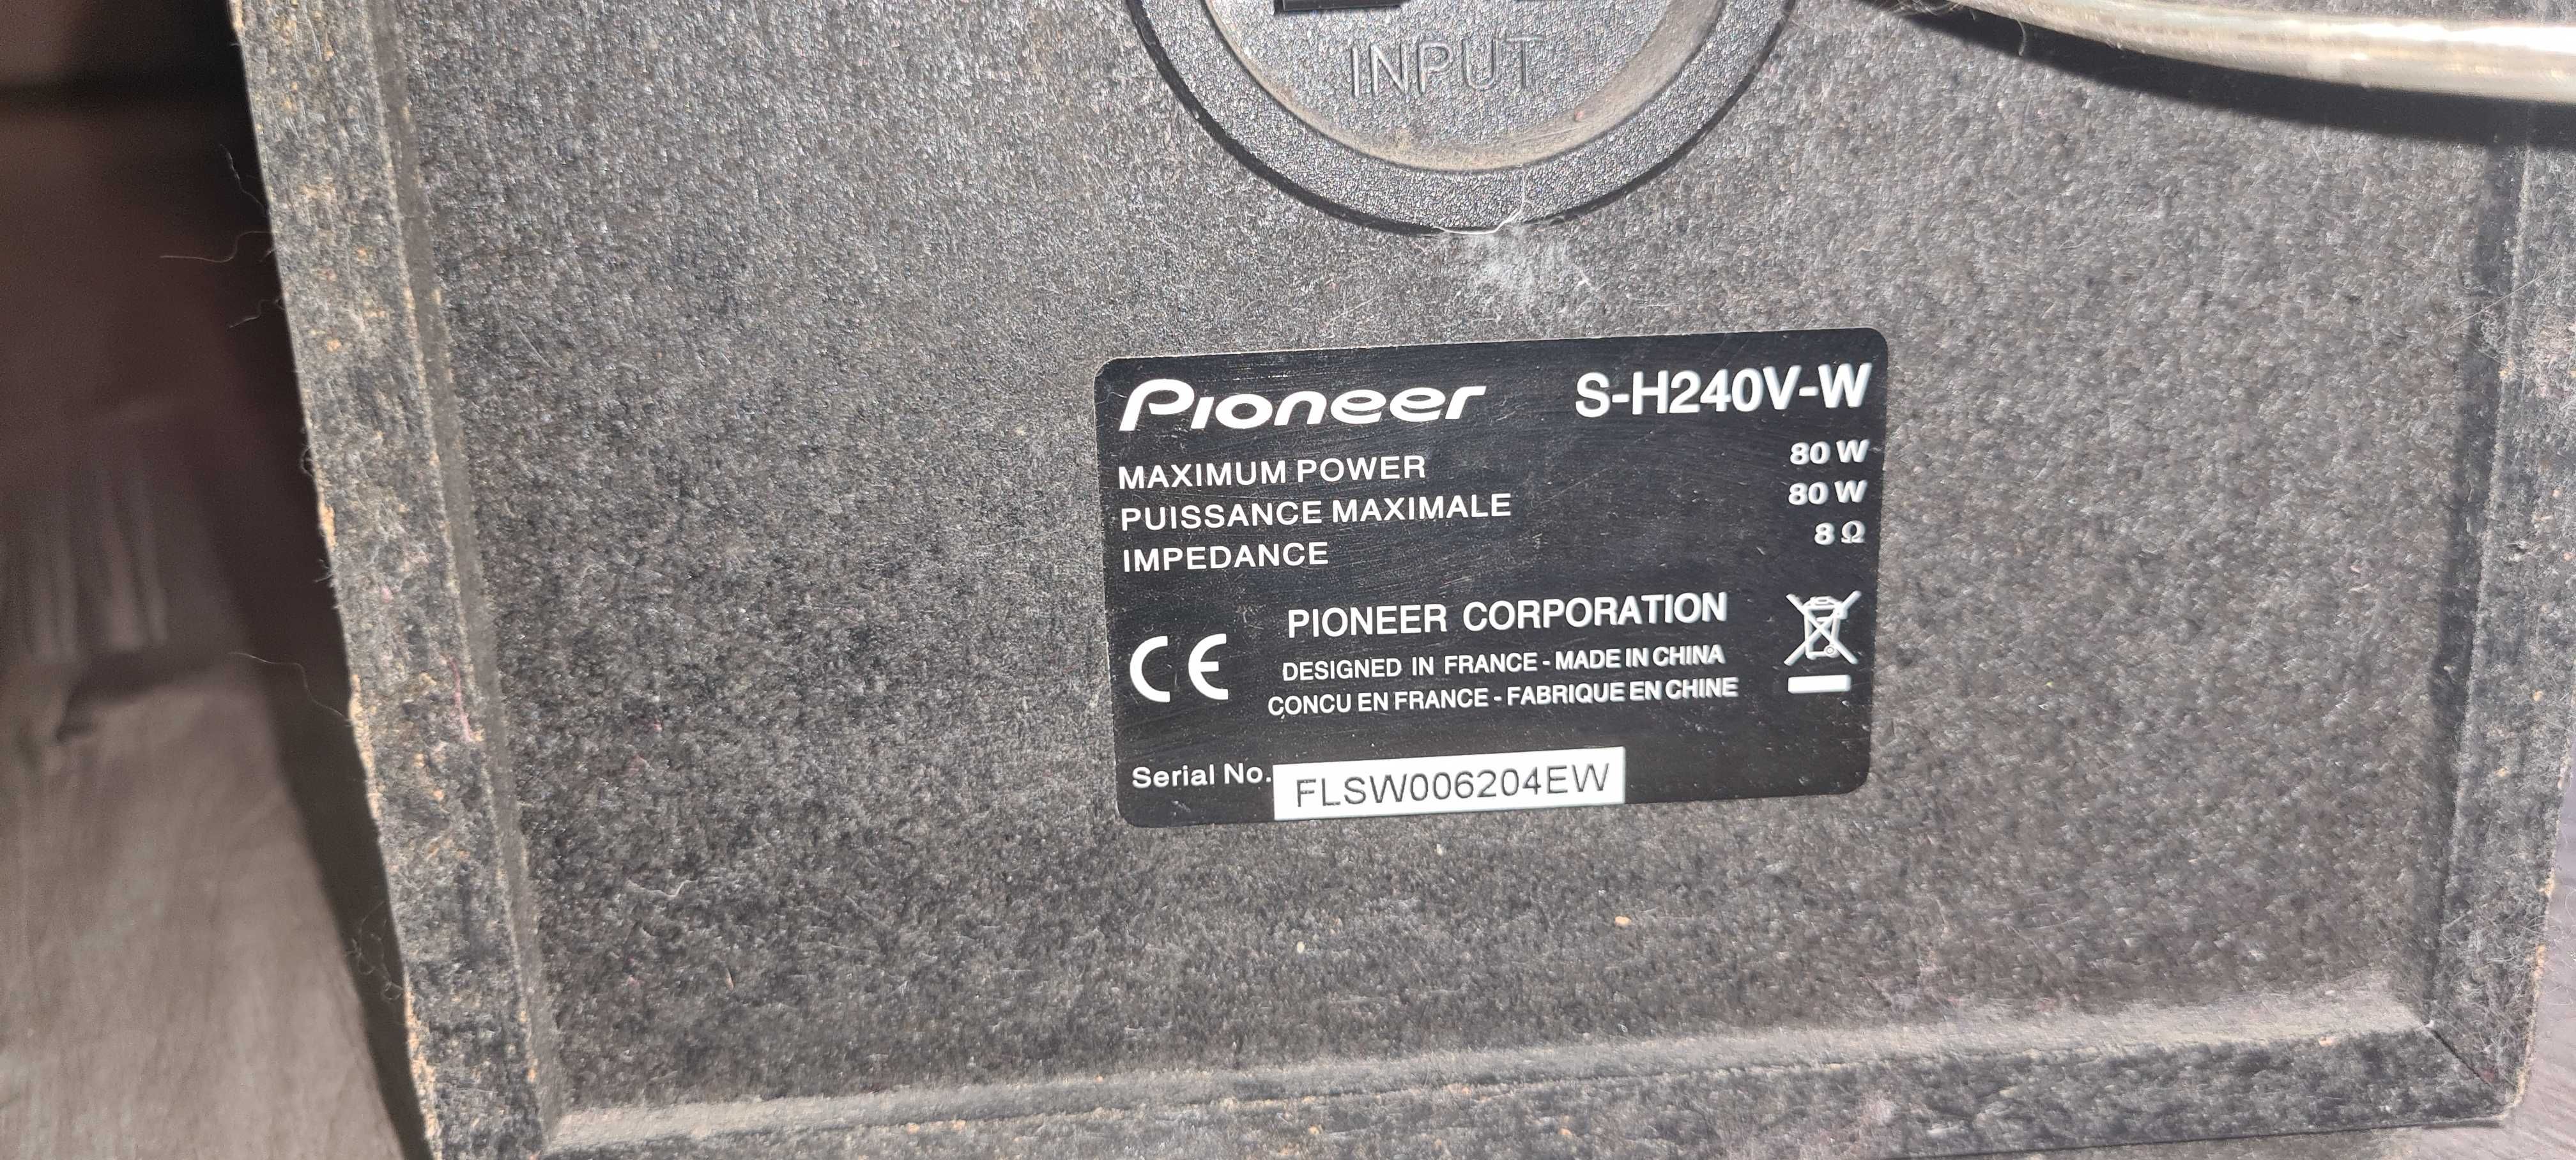 INPUT
Pioneer S-H240V-W
MAXIMUM POWER 80 W
PUISSANCE MAXIMALE 80 W
IMPEDANCE 8 Ω
PIONEER CORPORATION
CE
DESIGNED IN FRANCE - MADE IN CHINA
CONCU EN FRANCE - FABRIQUE EN CHINE
Serial No. FLSW006204EW